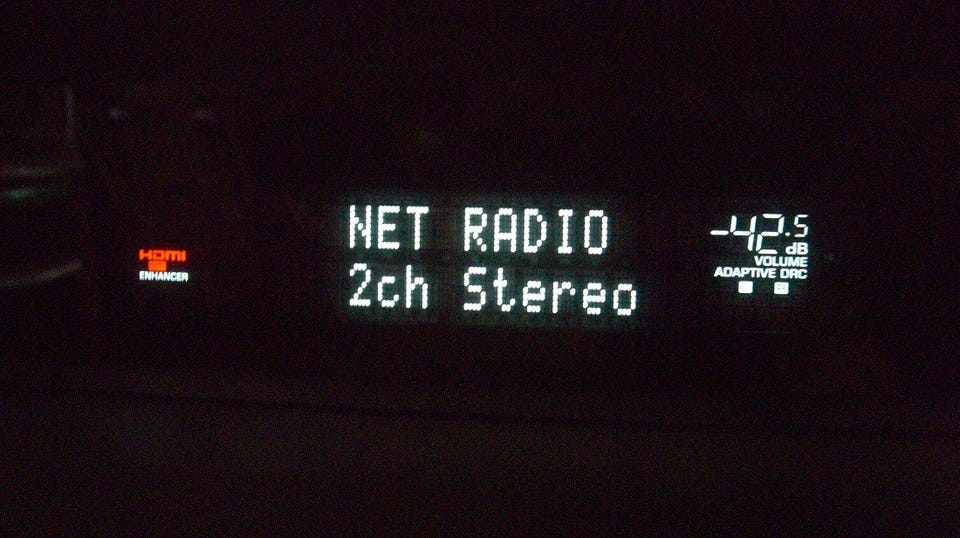 NET RADIO
2ch Stereo
HDMI
ENHANCER
-42.5
dB
VOLUME
ADAPTIVE DRC
L R